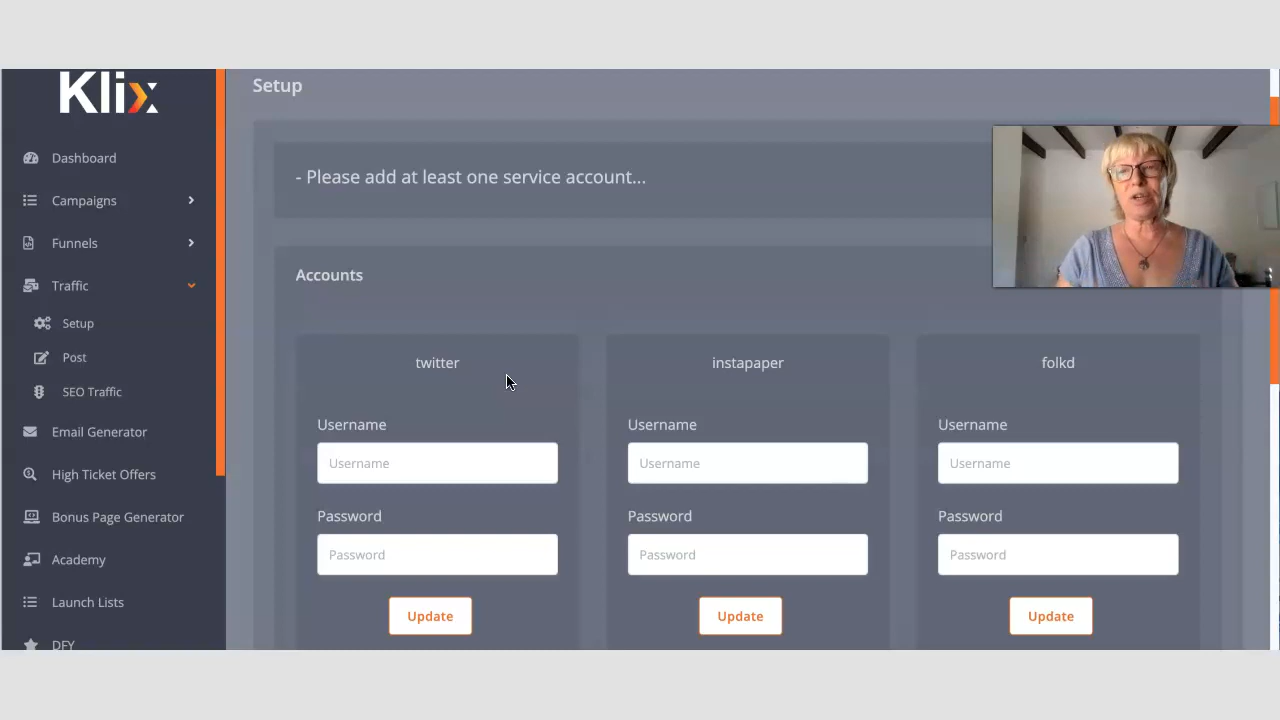 Klix
Dashboard
Campaigns
Funnels
Traffic
Setup
Post
SEO Traffic
Email Generator
High Ticket Offers
Bonus Page Generator
Academy
Launch Lists
DFY
Setup
- Please add at least one service account...
Accounts
twitter
Username
Username
Password
Password
Update
instapaper
Username
Username
Password
Password
Update
folkd
Username
Username
Password
Password
Update